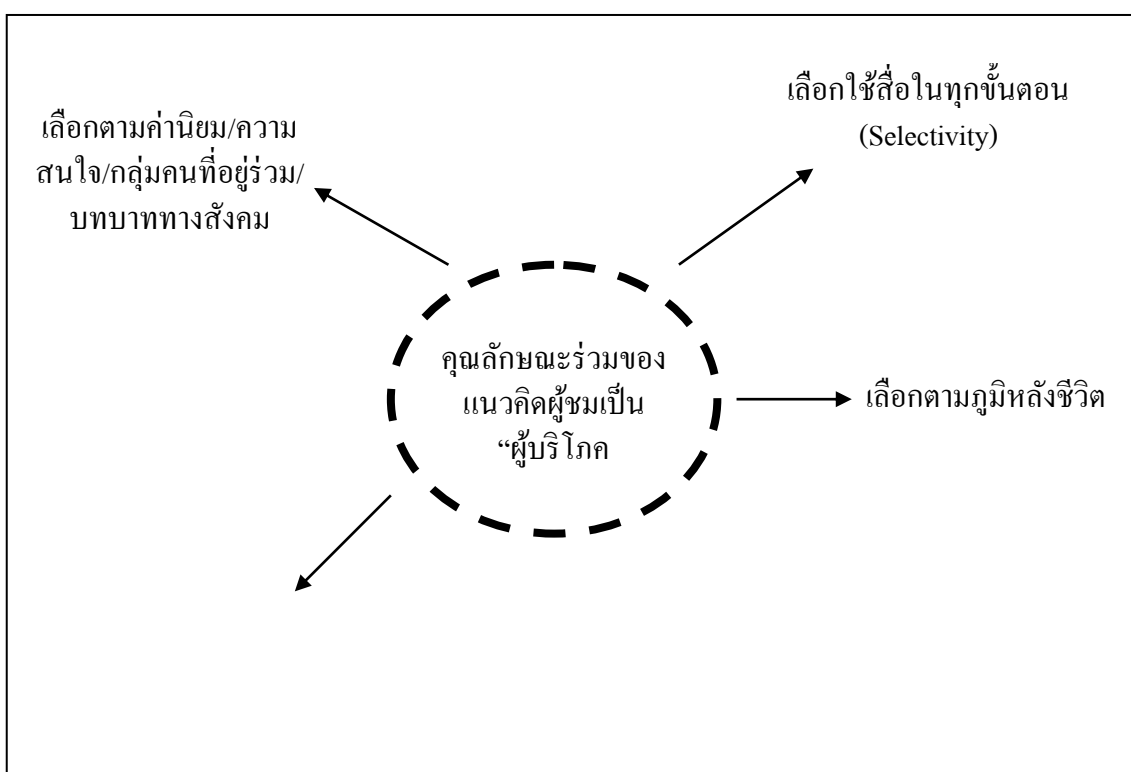 เลือกใช้สื่อในทุกขั้นตอน
(Selectivity)
เลือกตามค่านิยม/ความ
สนใจ/กลุ่มคนที่อยู่ร่วม/
บทบาททางสังคม
คุณลักษณะร่วมของ
แนวคิดผู้ชมเป็น
“ผู้บริโภค
เลือกตามภูมิหลังชีวิต